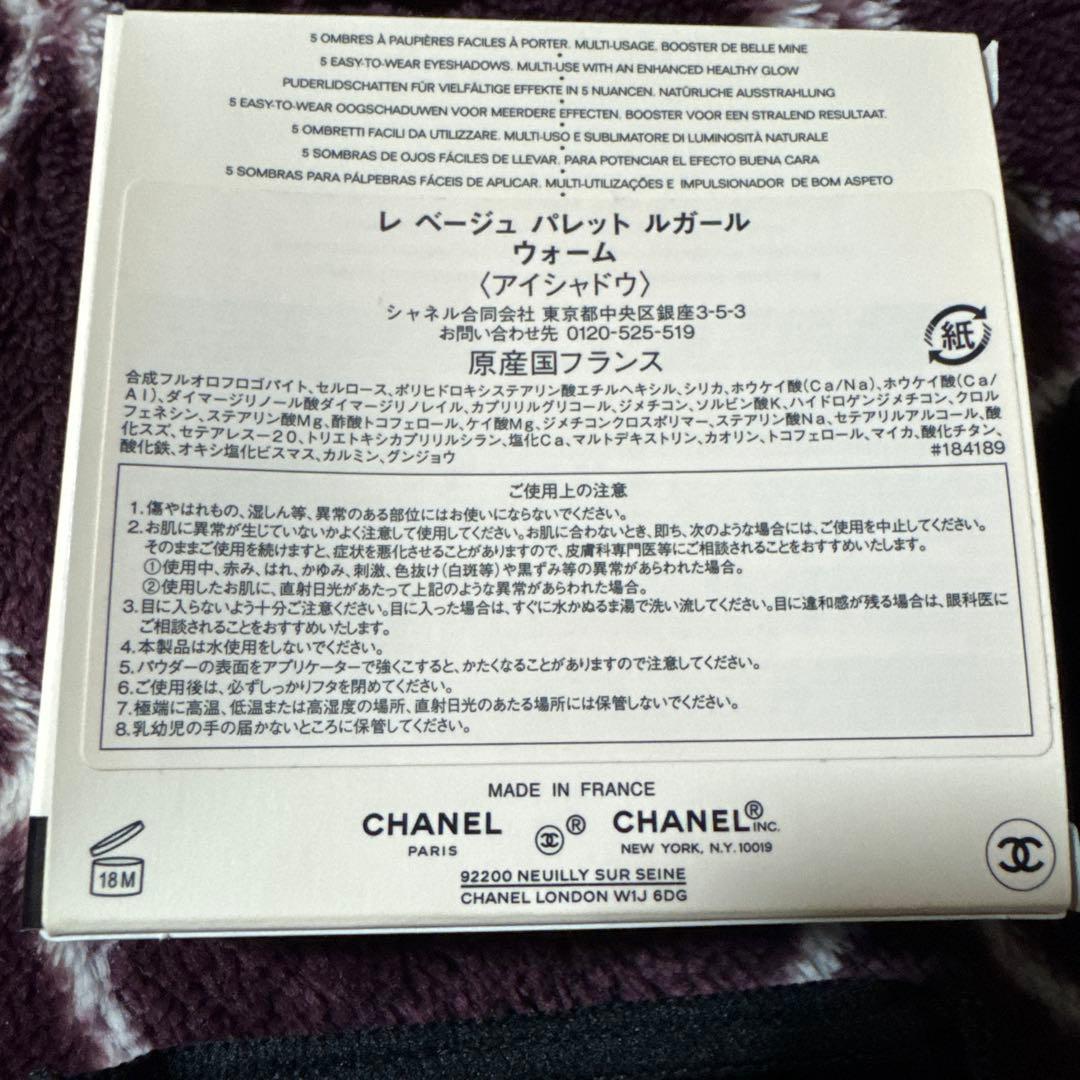 5 OMBRES À PAUPIÈRES FACILES À PORTER. MULTI-USAGE. BOOSTER DE BELLE MINE
5 EASY-TO-WEAR EYESHADOWS. MULTI-USE WITH AN ENHANCED HEALTHY GLOW
PUDERLIDSCHATTEN FÜR VIELFÄLTIGE EFFEKTE IN 5 NUANCEN. NATÜRLICHE AUSSTRAHLUNG
5 EASY-TO-WEAR OOGSCHADUWEN VOOR MEERDERE EFFECTEN. BOOSTER VOOR EEN STRALEND RESULTAAT.
5 OMBRETTI FACILI DA UTILIZZARE. MULTI-USO E SUBLIMATORE DI LUMINOSITÀ NATURALE
5 SOMBRAS DE OJOS FÁCILES DE LLEVAR. PARA POTENCIAR EL EFECTO BUENA CARA
5 SOMBRAS PARA PÁLPEBRAS FÁCEIS DE APLICAR. MULTI-UTILIZAÇÕES E IMPULSIONADOR DE BOM ASPETO
レ ベージュ パレット ルガール
ウォーム
〈アイシャドウ〉
シャネル合同会社 東京都中央区銀座3-5-3
お問い合わせ先 0120-525-519
原産国フランス
紙
合成フルオロフロゴパイト、セルロース、ポリヒドロキシステアリン酸エチルヘキシル、シリカ、ホウケイ酸(Ca/Na)、ホウケイ酸(Ca/
Al)、ダイマージリノール酸ダイマージリノレイル、カプリリルグリコール、ジメチコン、ソルビン酸K、ハイドロゲンジメチコン、クロル
フェネシン、ステアリン酸Mg、酢酸トコフェロール、ケイ酸Mg、ジメチコンクロスポリマー、ステアリン酸Na、セテアリルアルコール、酸
化スズ、セテアレス－20、トリエトキシカプリリルシラン、塩化Ca、マルトデキストリン、カオリン、トコフェロール、マイカ、酸化チタン、
酸化鉄、オキシ塩化ビスマス、カルミン、グンジョウ
#184189
ご使用上の注意
1.傷やはれもの、湿しん等、異常のある部位にはお使いにならないでください。
2.お肌に異常が生じていないかよく注意して使用してください。お肌に合わないとき、即ち、次のような場合には、ご使用を中止してください。
そのままご使用を続けますと、症状を悪化させることがありますので、皮膚科専門医等にご相談されることをおすすめいたします。
①使用中、赤み、はれ、かゆみ、刺激、色抜け(白斑等)や黒ずみ等の異常があらわれた場合。
②使用したお肌に、直射日光があたって上記のような異常があらわれた場合。
3.目に入らないよう十分ご注意ください。目に入った場合は、すぐに水かぬるま湯で洗い流してください。目に違和感が残る場合は、眼科医に
ご相談されることをおすすめいたします。
4.本製品は水使用をしないでください。
5.パウダーの表面をアプリケーターで強くこすると、かたくなることがありますので注意してください。
6.ご使用後は、必ずしっかりフタを閉めてください。
7.極端に高温、低温または高湿度の場所、直射日光のあたる場所には保管しないでください。
8.乳幼児の手の届かないところに保管してください。
MADE IN FRANCE
CHANEL ® CHANEL® INC.
PARIS NEW YORK, N.Y. 10019
18 M
92200 NEUILLY SUR SEINE
CHANEL LONDON W1J 6DG